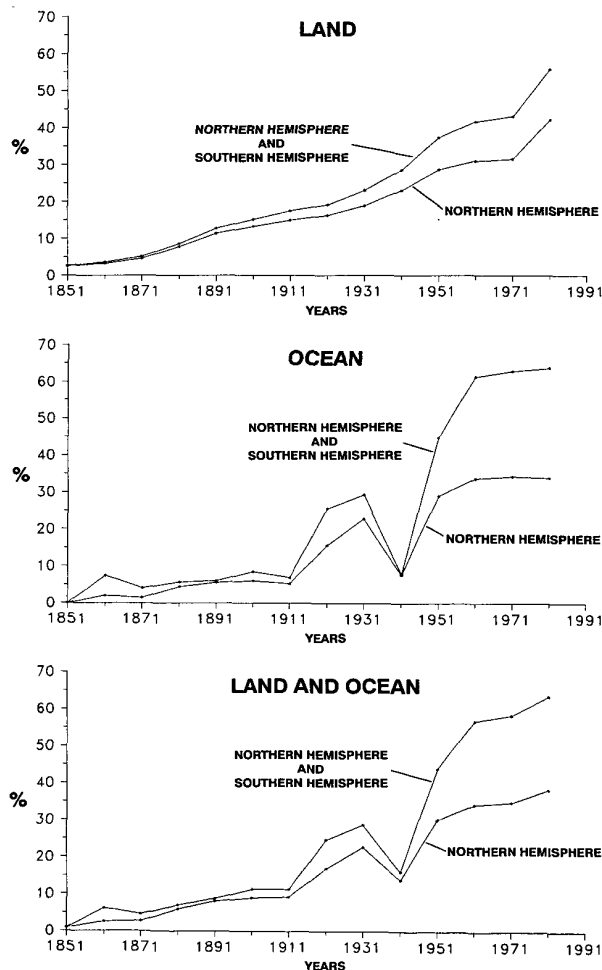 LAND
70
60
50
40
30
20
10
0
%
NORTHERN HEMISPHERE
AND
SOUTHERN HEMISPHERE
NORTHERN HEMISPHERE
1851 1871 1891 1911 1931 1951 1971 1991
YEARS
OCEAN
70
60
50
40
30
20
10
0
%
NORTHERN HEMISPHERE
AND
SOUTHERN HEMISPHERE
NORTHERN HEMISPHERE
1851 1871 1891 1911 1931 1951 1971 1991
YEARS
LAND AND OCEAN
70
60
50
40
30
20
10
0
%
NORTHERN HEMISPHERE
AND
SOUTHERN HEMISPHERE
NORTHERN HEMISPHERE
1851 1871 1891 1911 1931 1951 1971 1991
YEARS